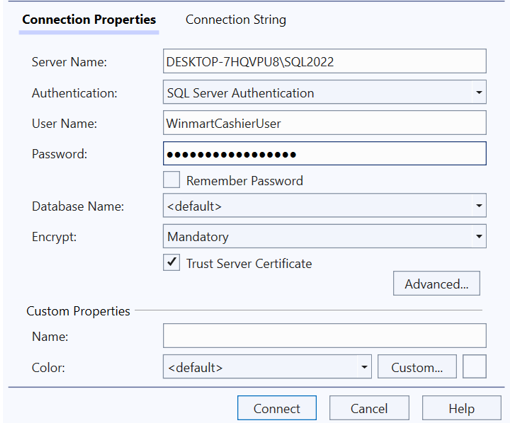 Connection Properties Connection String
Server Name: DESKTOP-7HQVPU8\SQL2022
Authentication: SQL Server Authentication
User Name: WinmartCashierUser
Password: ●●●●●●●●●●●●●●●●●
Remember Password
Database Name: <default>
Encrypt: Mandatory
Trust Server Certificate
Advanced...
Custom Properties
Name:
Color: <default> Custom...
Connect Cancel Help